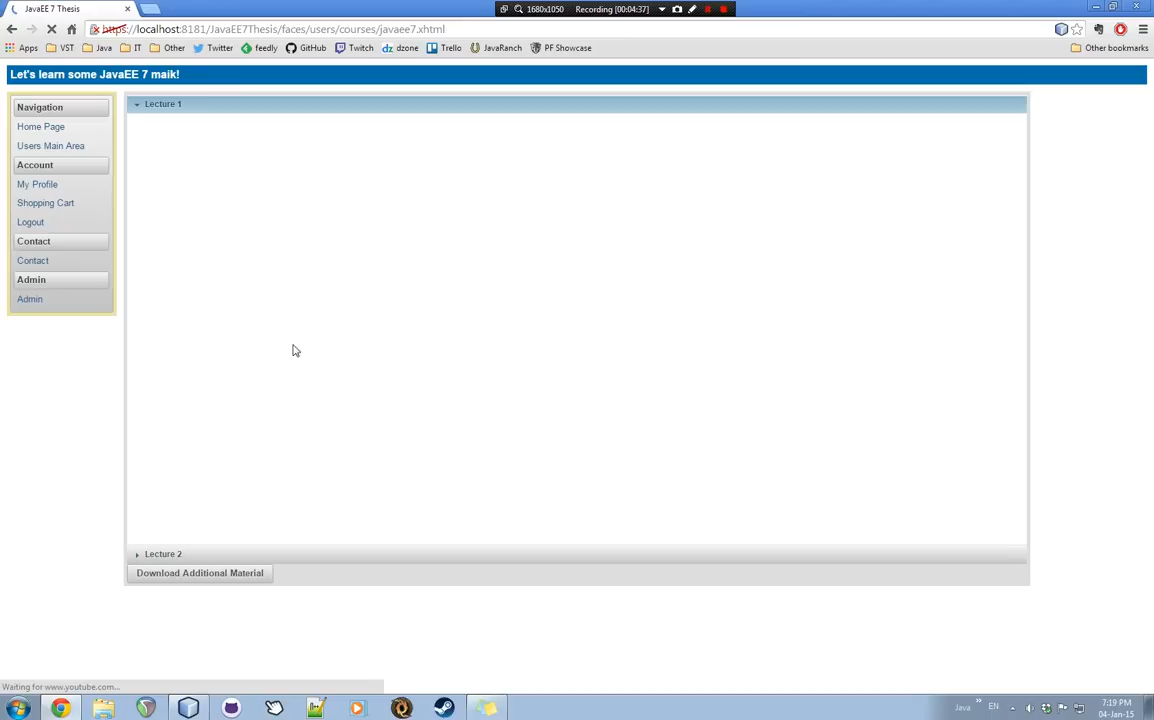 JavaEE 7 Thesis
1680x1050
Recording [00:04:37]
https://localhost:8181/JavaEE7Thesis/faces/users/courses/javaee7.xhtml
Apps VST Java IT Other Twitter feedly GitHub Twitch dzone Trello JavaRanch PF Showcase Other bookmarks
Let's learn some JavaEE 7 maik!
Navigation
Home Page
Users Main Area
Account
My Profile
Shopping Cart
Logout
Contact
Contact
Admin
Admin
Lecture 1
Lecture 2
Download Additional Material
Waiting for www.youtube.com...
Java EN 7:19 PM
04-Jan-15